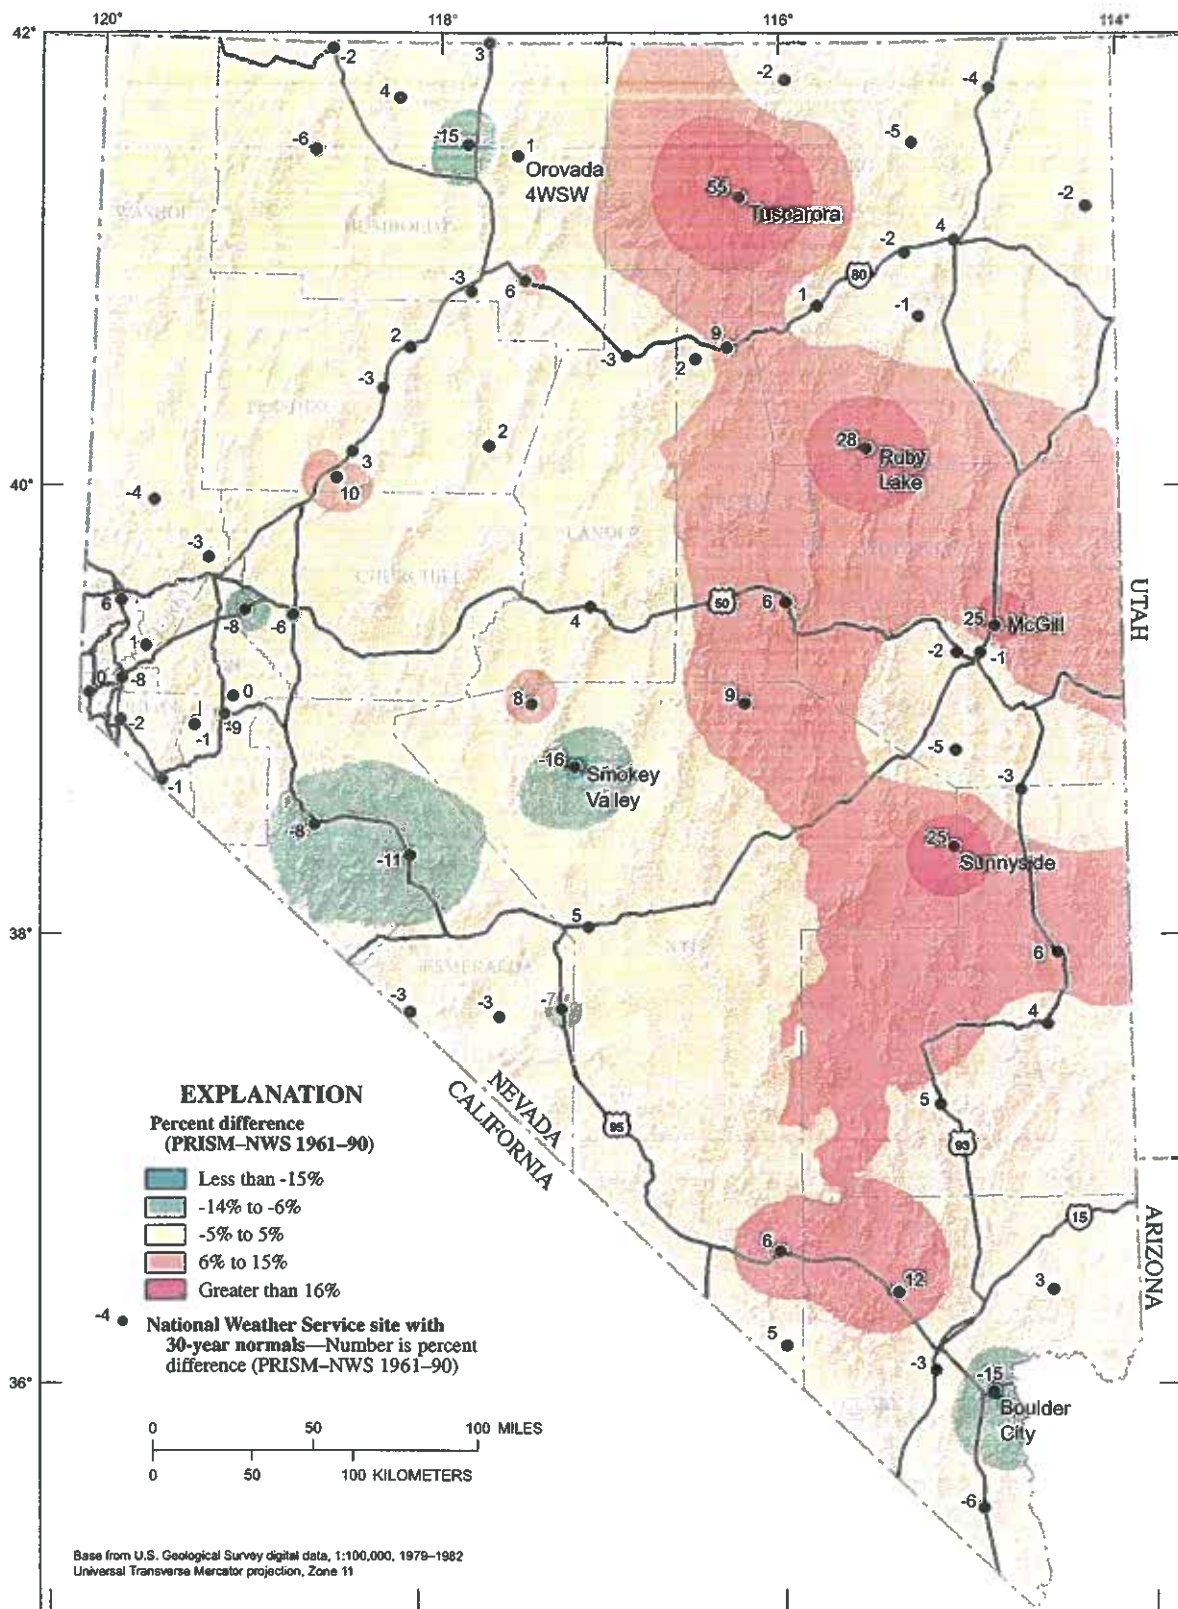 120° 118° 116° 114°
42°
-2
3
-2
-4
4
-15
1
-6
-5
Orovada
4WSW
55
Tuscarora
-2
HUMBOLDT
4
-2
80
-3
6
1
-1
2
9
-3
2
-3
2
28
Ruby
Lake
3
10
40°
-4
LANDER
-3
CHURCHILL
UTAH
6
-8
-6
4
50
6
25
McGill
1
-2
-1
0
-8
0
8
9
-2
-1
-9
-16
Smokey
Valley
-5
-1
-3
-8
-11
25
Sunnyside
5
38°
NYE
6
ESMERALDA
-3
-3
-7
4
NEVADA
CALIFORNIA
5
95
93
EXPLANATION
Percent difference
(PRISM–NWS 1961–90)
Less than -15%
-14% to -6%
-5% to 5%
6% to 15%
Greater than 16%
15
ARIZONA
6
12
3
-4
National Weather Service site with
30-year normals—Number is percent
difference (PRISM–NWS 1961–90)
5
-3
36°
-15
Boulder
City
0 50 100 MILES
0 50 100 KILOMETERS
-6
Base from U.S. Geological Survey digital data, 1:100,000, 1979–1982
Universal Transverse Mercator projection, Zone 11